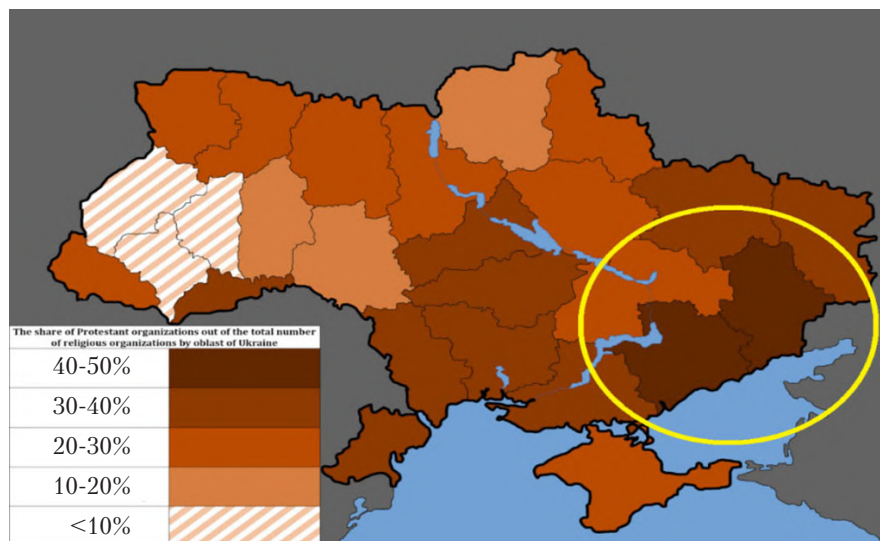 The share of Protestant organizations out of the total number
of religious organizations by oblast of Ukraine
40-50%
30-40%
20-30%
10-20%
<10%